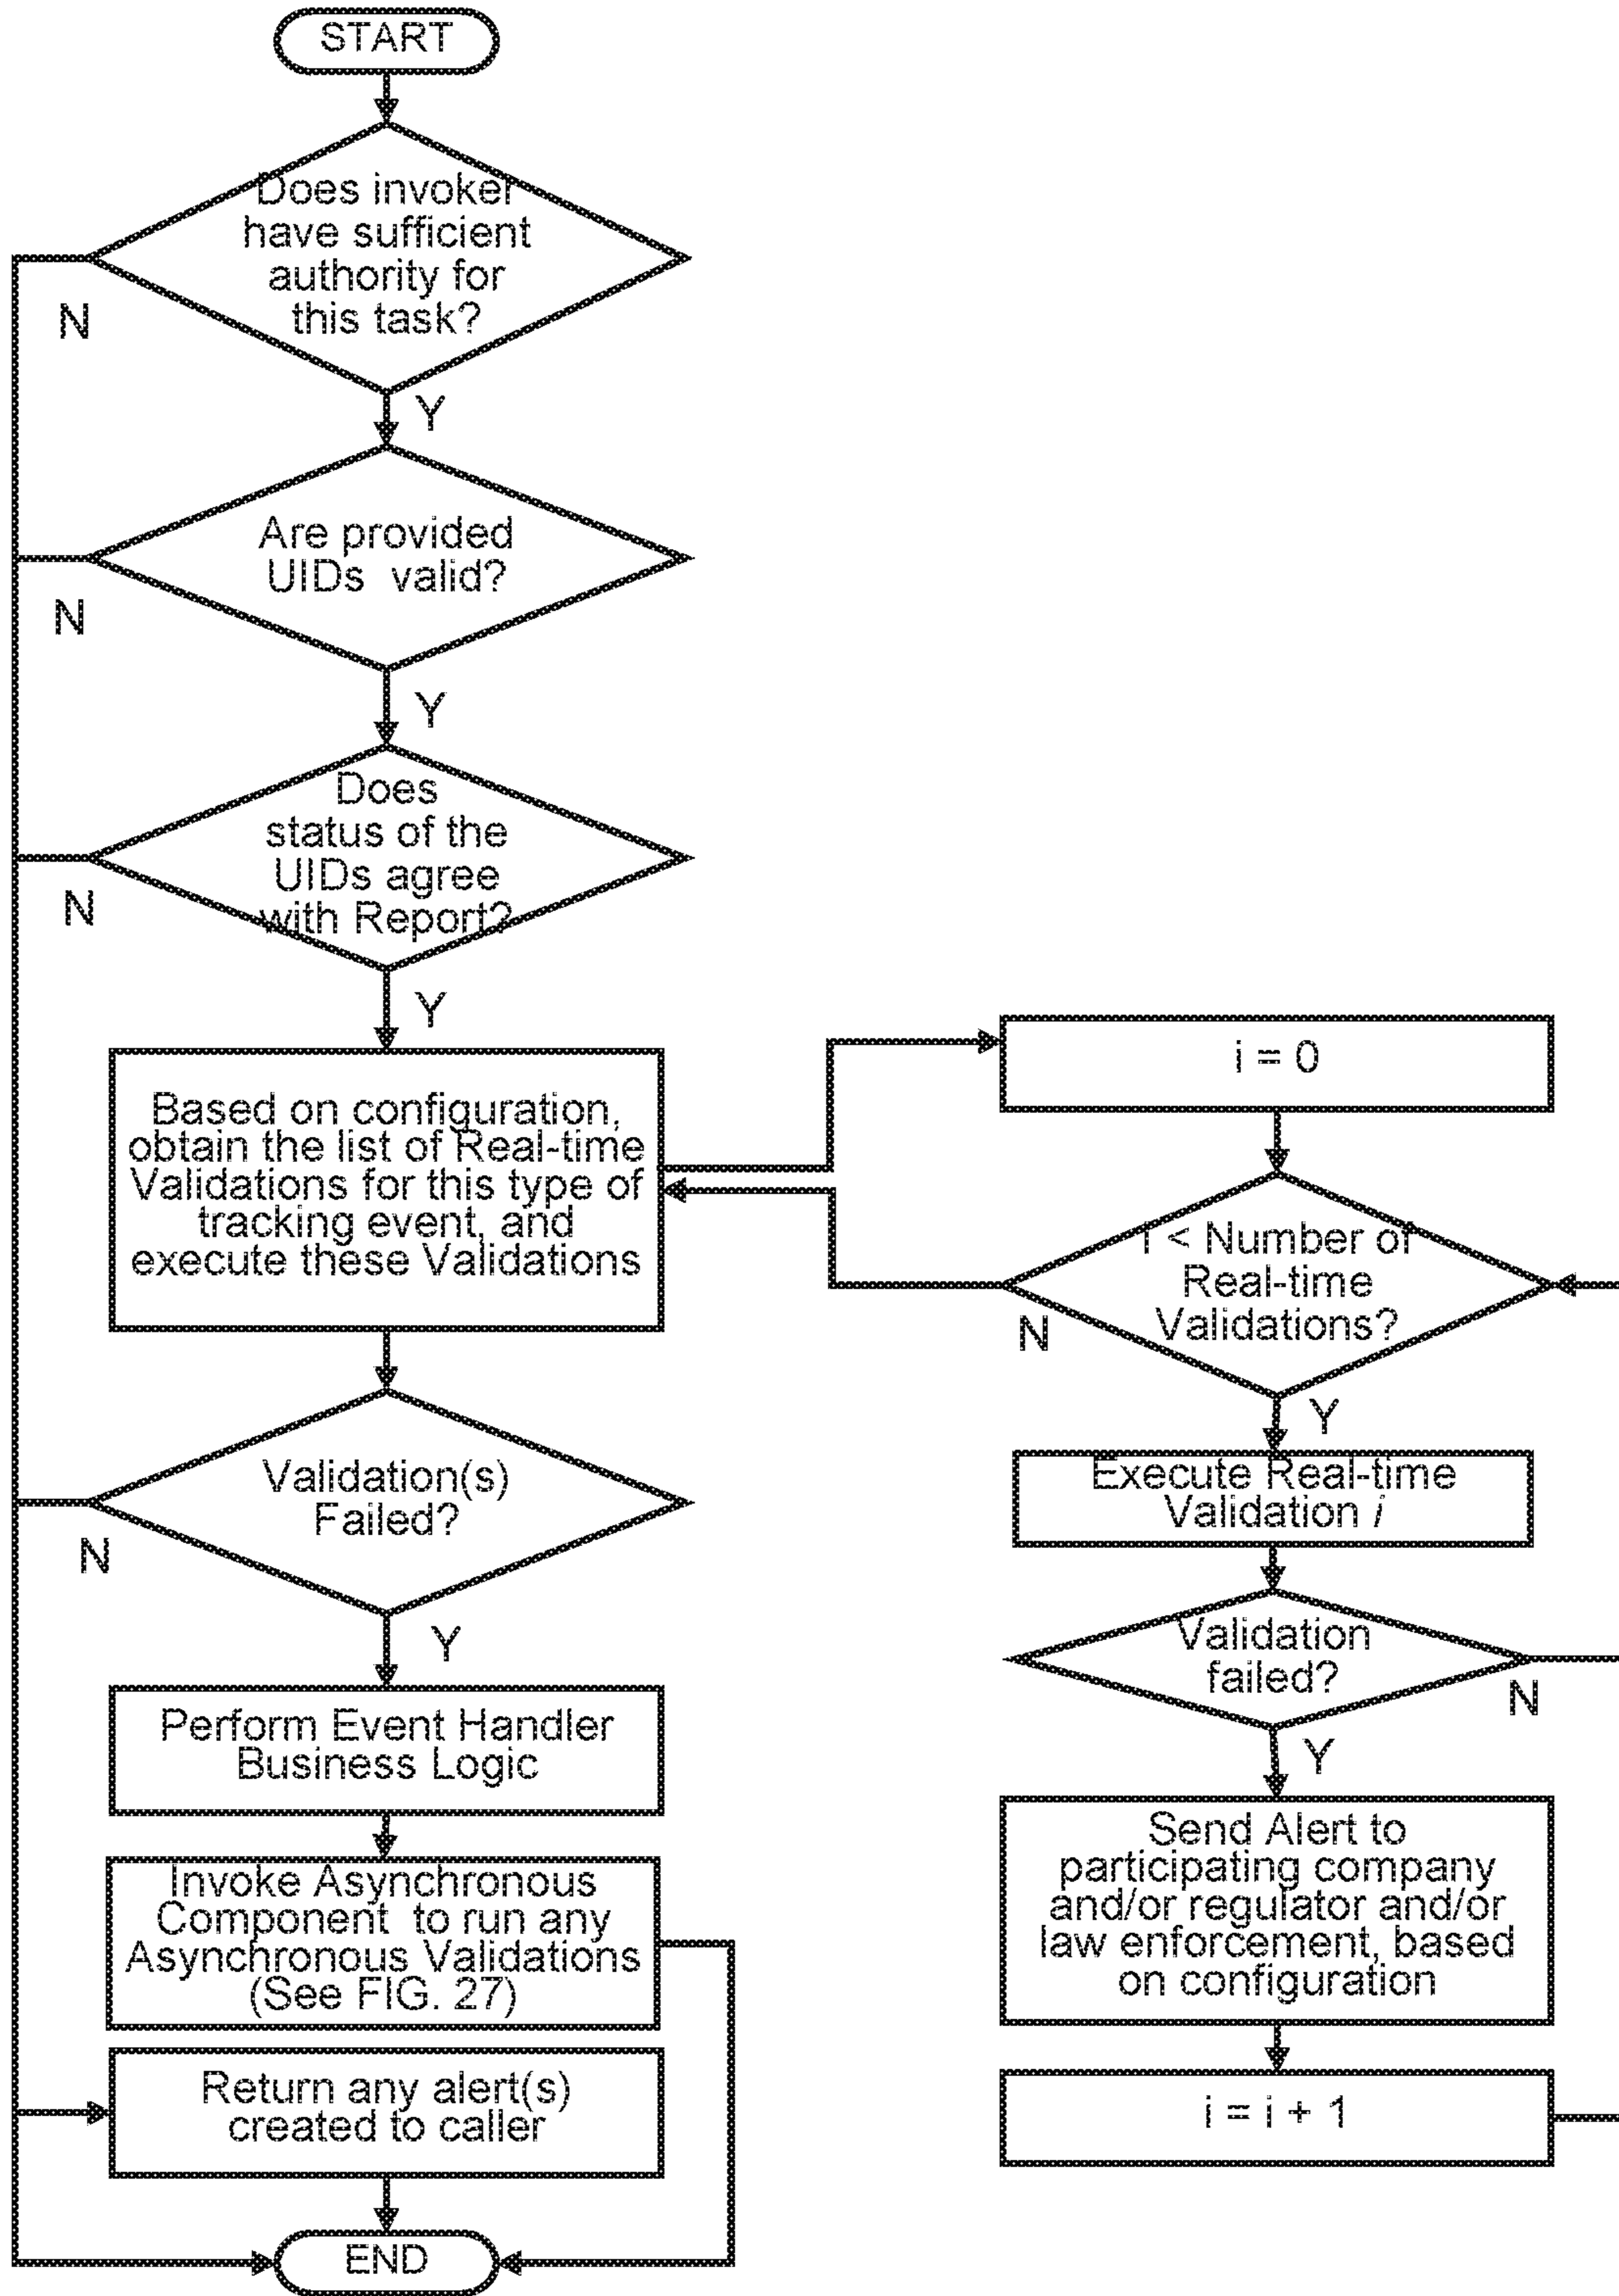 START
Does invoker
have sufficient
authority for
this task?
N
Y
Are provided
UIDs valid?
N
Y
Does
status of the
UIDs agree
with Report?
N
Y
Based on configuration,
obtain the list of Real-time
Validations for this type of
tracking event, and
execute these Validations
Validation(s)
Failed?
N
Y
Perform Event Handler
Business Logic
Invoke Asynchronous
Component to run any
Asynchronous Validations
(See FIG. 27)
Return any alert(s)
created to caller
END
i = 0
i < Number of
Real-time
Validations?
N
Y
Execute Real-time
Validation i
Validation
failed?
N
Y
Send Alert to
participating company
and/or regulator and/or
law enforcement, based
on configuration
i = i + 1